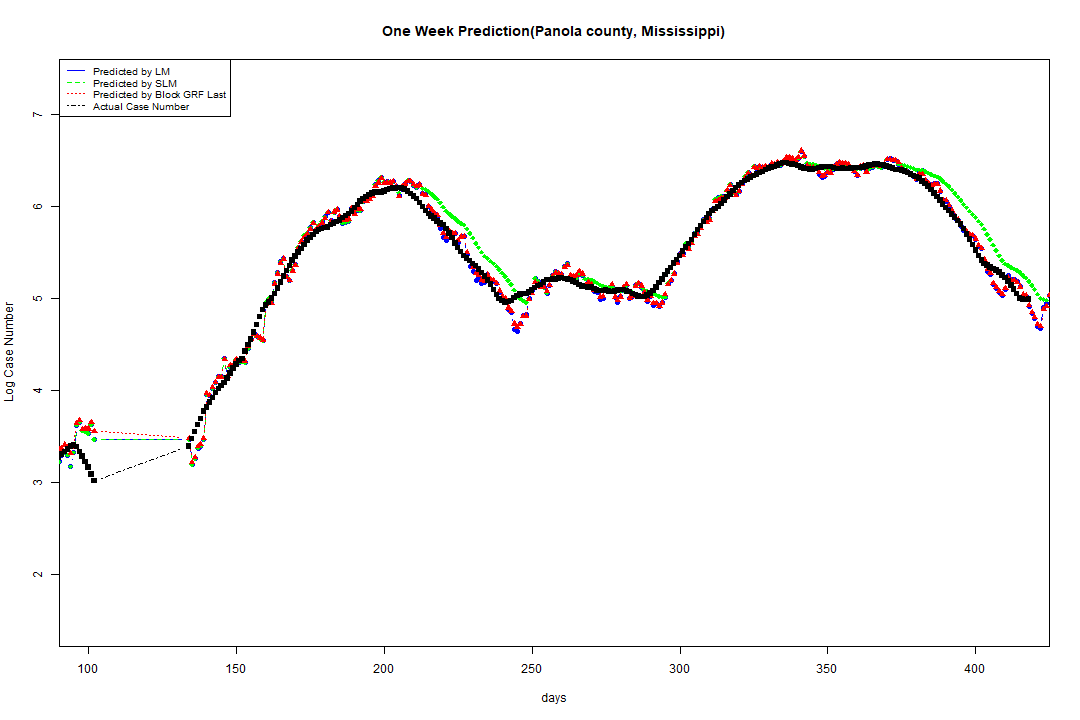 One Week Prediction(Panola county, Mississippi)
Predicted by LM
Predicted by SLM
Predicted by Block GRF Last
Actual Case Number
Log Case Number
7
6
5
4
3
2
100 150 200 250 300 350 400
days